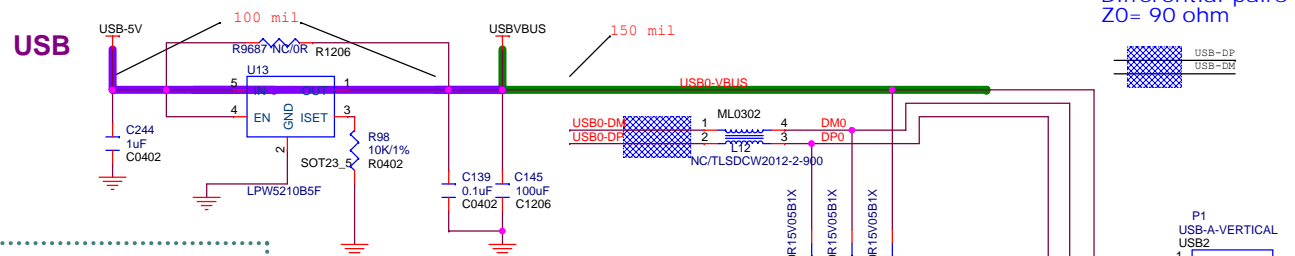 Differential pairs
Z0= 90 ohm
USB
USB-5V
100 mil
USBVBUS
150 mil
R9687 NC/0R R1206
USB-DP
USB-DM
U13
5 IN OUT 1
USB0-VBUS
4 EN GND ISET 3
2
C244
1uF
C0402
R98
10K/1%
R0402
SOT23_5
LPW5210B5F
C139
0.1uF
C0402
C145
100uF
C1206
ML0302
USB0-DM 1 4 DM0
USB0-DP 2 3 DP0
L12
NC/TLSDCW2012-2-900
R15V05B1X
R15V05B1X
R15V05B1X
P1
USB-A-VERTICAL
USB2
1